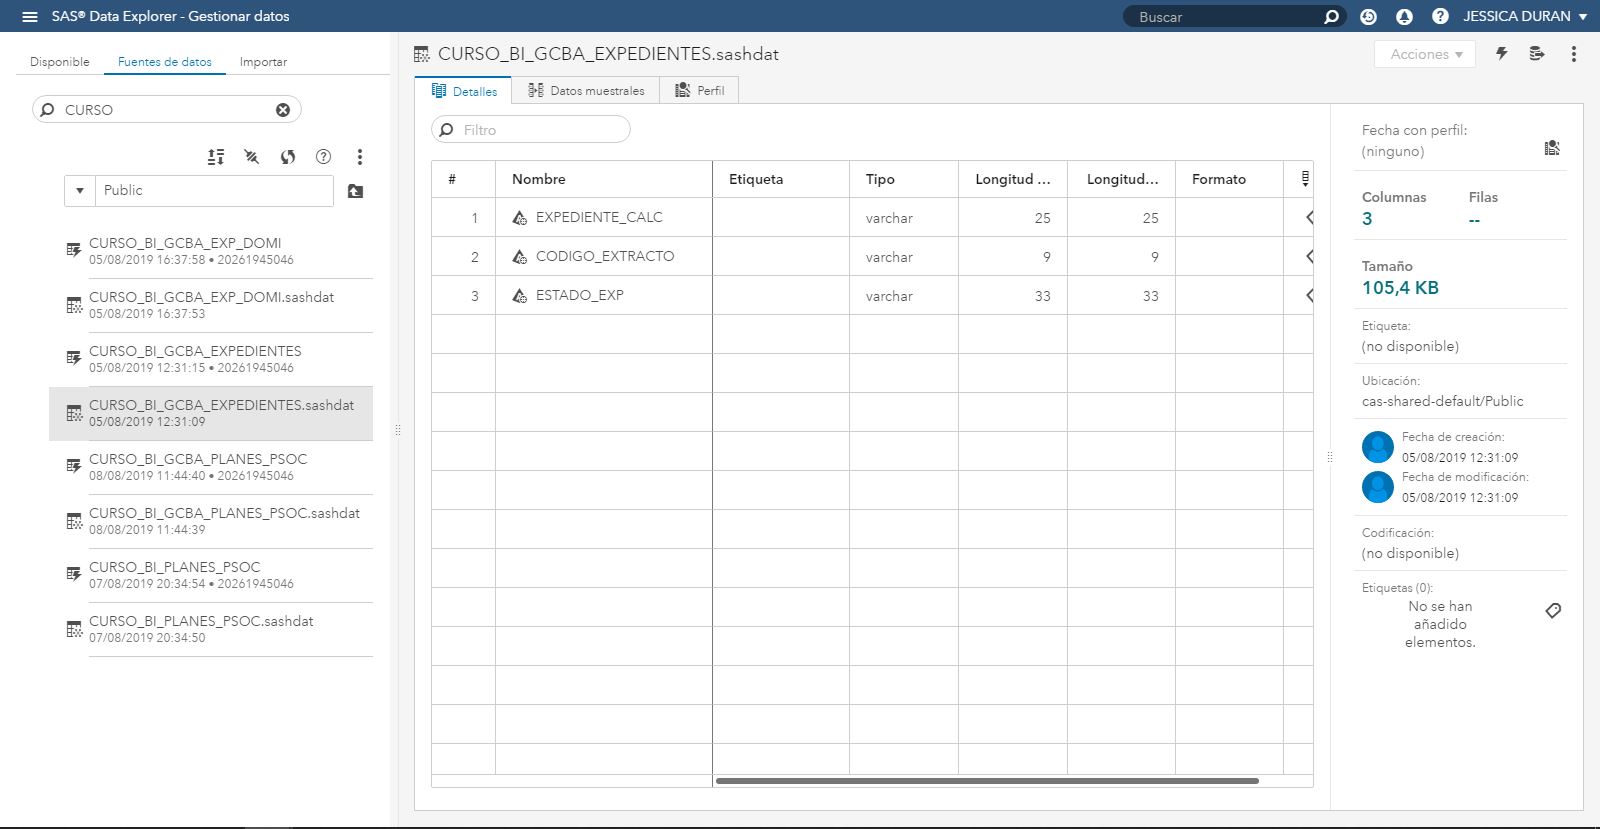 SAS® Data Explorer - Gestionar datos
Buscar
JESSICA DURAN
Disponible
Fuentes de datos
Importar
CURSO
Public
CURSO_BI_GCBA_EXP_DOMI
05/08/2019 16:37:58 • 20261945046
CURSO_BI_GCBA_EXP_DOMI.sashdat
05/08/2019 16:37:53
CURSO_BI_GCBA_EXPEDIENTES
05/08/2019 12:31:15 • 20261945046
CURSO_BI_GCBA_EXPEDIENTES.sashdat
05/08/2019 12:31:09
CURSO_BI_GCBA_PLANES_PSOC
08/08/2019 11:44:40 • 20261945046
CURSO_BI_GCBA_PLANES_PSOC.sashdat
08/08/2019 11:44:39
CURSO_BI_PLANES_PSOC
07/08/2019 20:34:54 • 20261945046
CURSO_BI_PLANES_PSOC.sashdat
07/08/2019 20:34:50
CURSO_BI_GCBA_EXPEDIENTES.sashdat
Acciones
Detalles
Datos muestrales
Perfil
Filtro
# Nombre Etiqueta Tipo Longitud ... Longitud... Formato
1 EXPEDIENTE_CALC varchar 25 25
2 CODIGO_EXTRACTO varchar 9 9
3 ESTADO_EXP varchar 33 33
Fecha con perfil:
(ninguno)
Columnas Filas
3 --
Tamaño
105,4 KB
Etiqueta:
(no disponible)
Ubicación:
cas-shared-default/Public
Fecha de creación:
05/08/2019 12:31:09
Fecha de modificación:
05/08/2019 12:31:09
Codificación:
(no disponible)
Etiquetas (0):
No se han
añadido
elementos.